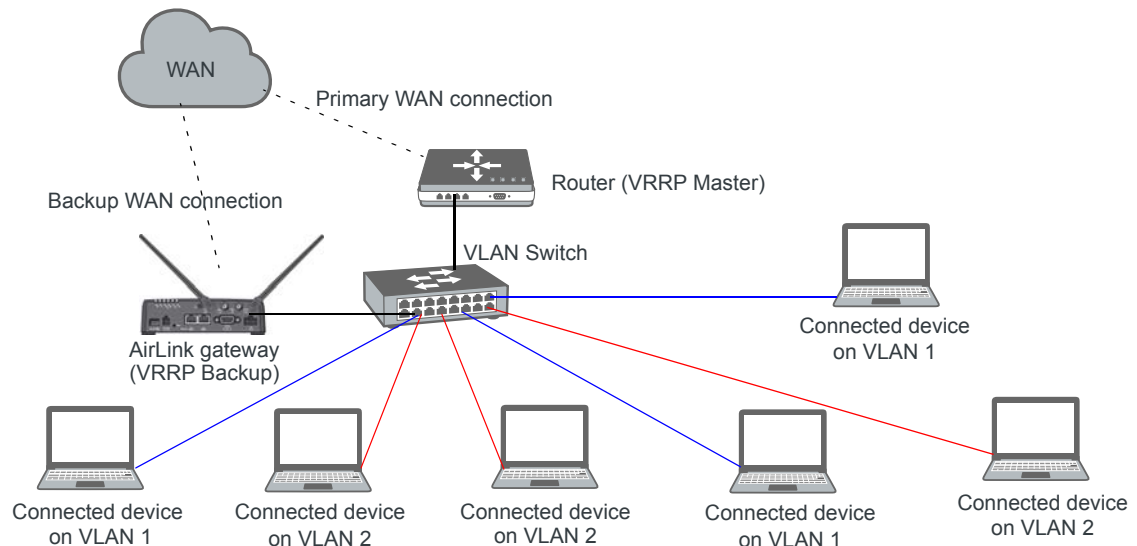 WAN
Primary WAN connection
Router (VRRP Master)
Backup WAN connection
VLAN Switch
AirLink gateway
(VRRP Backup)
Connected device
on VLAN 1
Connected device
on VLAN 1
Connected device
on VLAN 2
Connected device
on VLAN 2
Connected device
on VLAN 1
Connected device
on VLAN 2